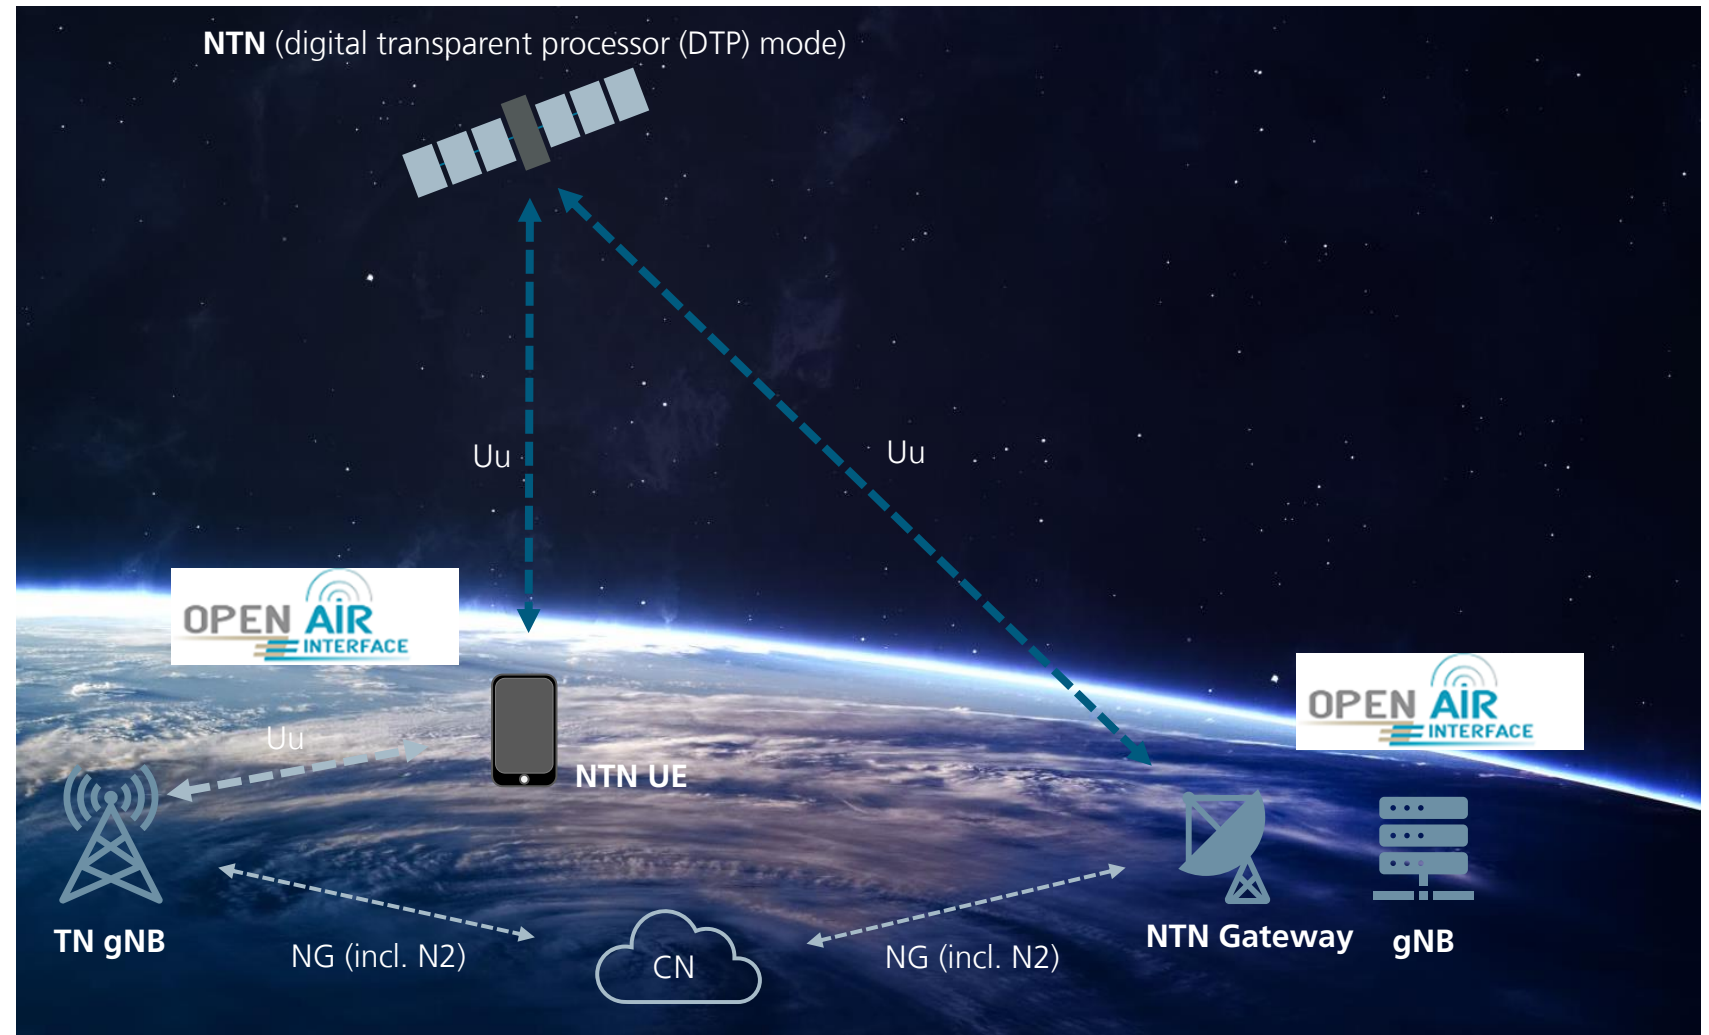 NTN (digital transparent processor (DTP) mode)
Uu
Uu
OPEN AIR
INTERFACE
OPEN AIR
INTERFACE
Uu
NTN UE
TN gNB
NG (incl. N2)
CN
NG (incl. N2)
NTN Gateway
gNB